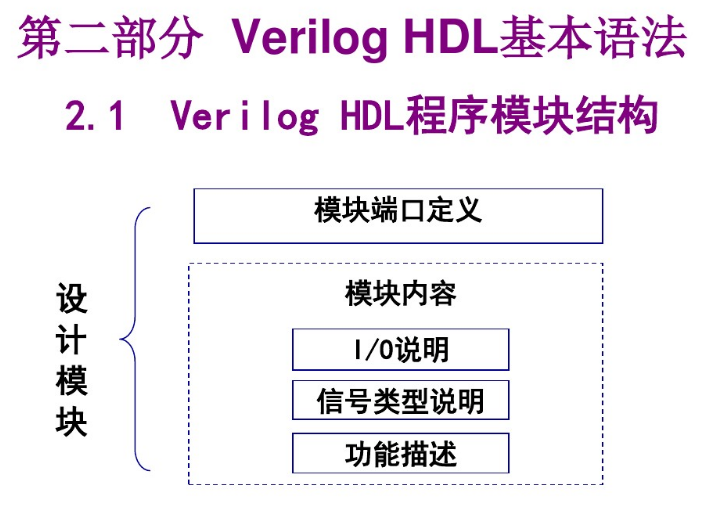 第二部分 Verilog HDL基本语法
2.1 Verilog HDL程序模块结构
模块端口定义
设计模块
模块内容
I/O说明
信号类型说明
功能描述